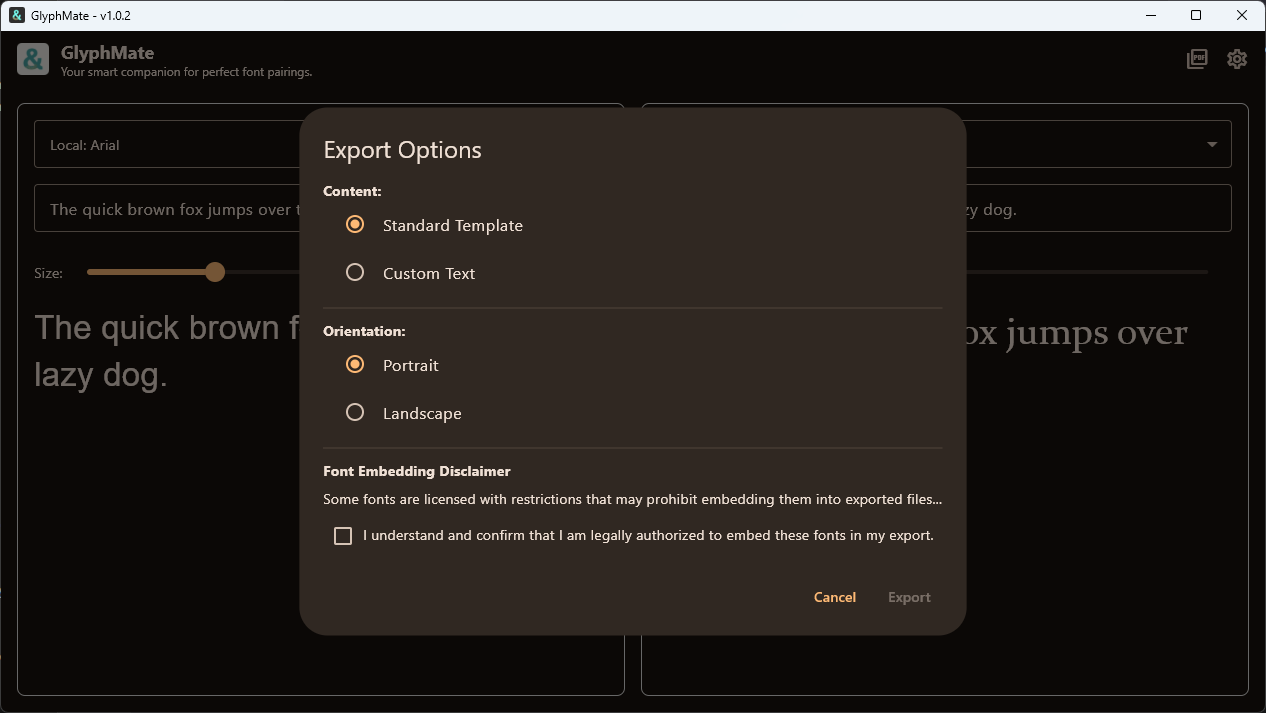 GlyphMate - v1.0.2
GlyphMate
Your smart companion for perfect font pairings.
PDF
Local: Arial
The quick brown fox jumps over
Size:
The quick brown
lazy dog.
dog.
jumps over
Export Options
Content:
Standard Template
Custom Text
Orientation:
Portrait
Landscape
Font Embedding Disclaimer
Some fonts are licensed with restrictions that may prohibit embedding them into exported files...
I understand and confirm that I am legally authorized to embed these fonts in my export.
Cancel
Export